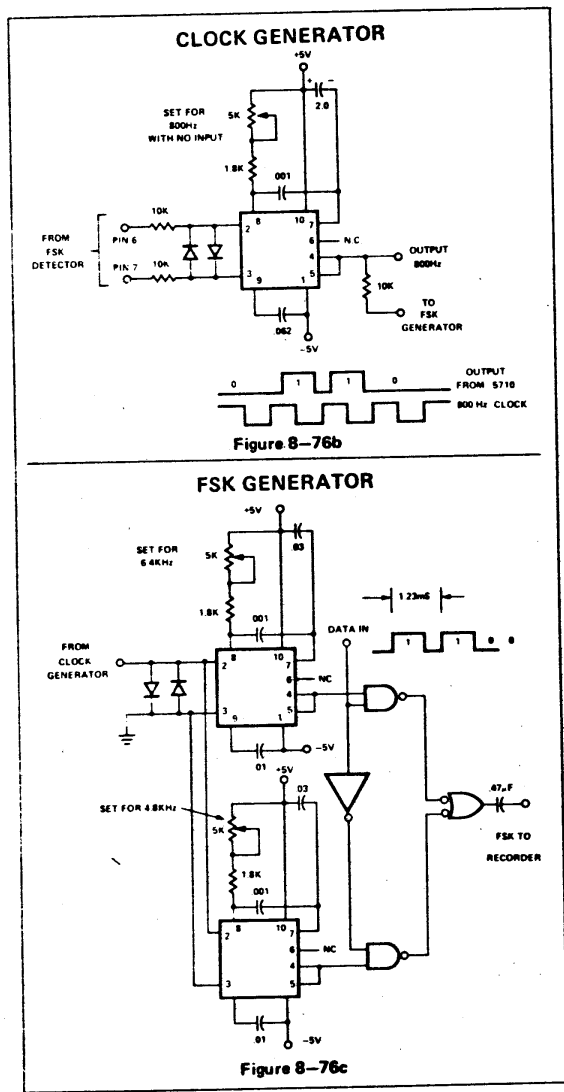 CLOCK GENERATOR
+5V
+ −
2.0
SET FOR
800Hz
WITH NO INPUT
5K
1.8K
001
8
10
7
FROM
FSK
DETECTOR
PIN 6
10K
2
6
N.C
4
OUTPUT
800Hz
PIN 7
10K
3
9
1
5
10K
TO
FSK
GENERATOR
.062
−5V
0
1
1
0
OUTPUT
FROM 5710
800 Hz CLOCK
Figure 8−76b
FSK GENERATOR
+5V
.03
SET FOR
6 4KHz
5K
1.8K
001
1 23mS
DATA IN
1
1
0
0
FROM
CLOCK
GENERATOR
8
10
7
2
6
NC
4
3
9
1
5
−5V
01
+5V
03
SET FOR 4.8KHz
5K
1.8K
.001
.47μF
FSK TO
RECORDER
8
10
7
2
6
NC
4
3
9
1
5
.01
−5V
Figure 8−76c